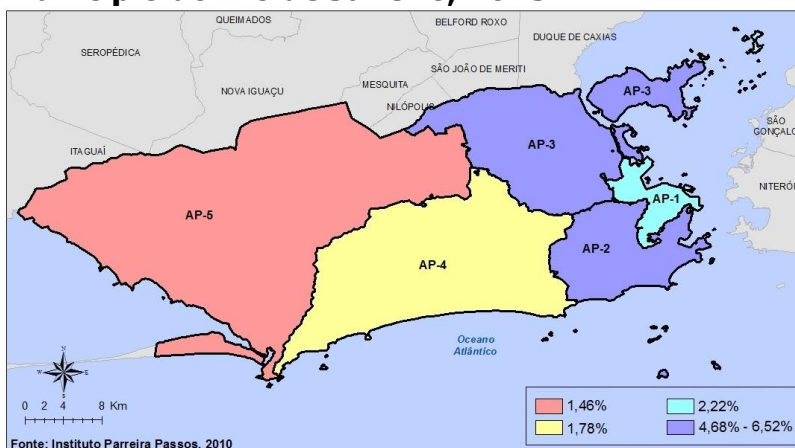 QUEIMADOS
BELFORD ROXO
SEROPÉDICA
DUQUE DE CAXIAS
SÃO JOÃO DE MERITI
NOVA IGUAÇU
MESQUITA
NILÓPOLIS
AP-3
SÃO
GONÇALO
ITAGUAÍ
AP-3
NITERÓI
AP-1
AP-5
AP-2
AP-4
Oceano
Atlântico
N
W E
S
0 2 4 8 Km
1,46% 2,22%
1,78% 4,68% - 6,52%
Fonte: Instituto Parreira Passos, 2010